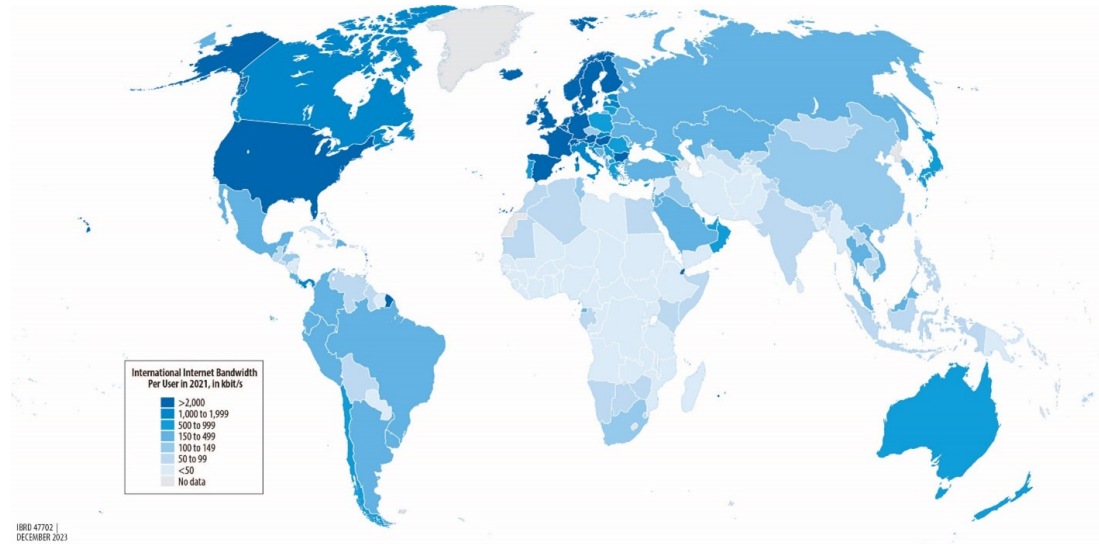 International Internet Bandwidth
Per User in 2021, in kbit/s
>2,000
1,000 to 1,999
500 to 999
150 to 499
100 to 149
50 to 99
<50
No data
IBRD 47702 |
DECEMBER 2023